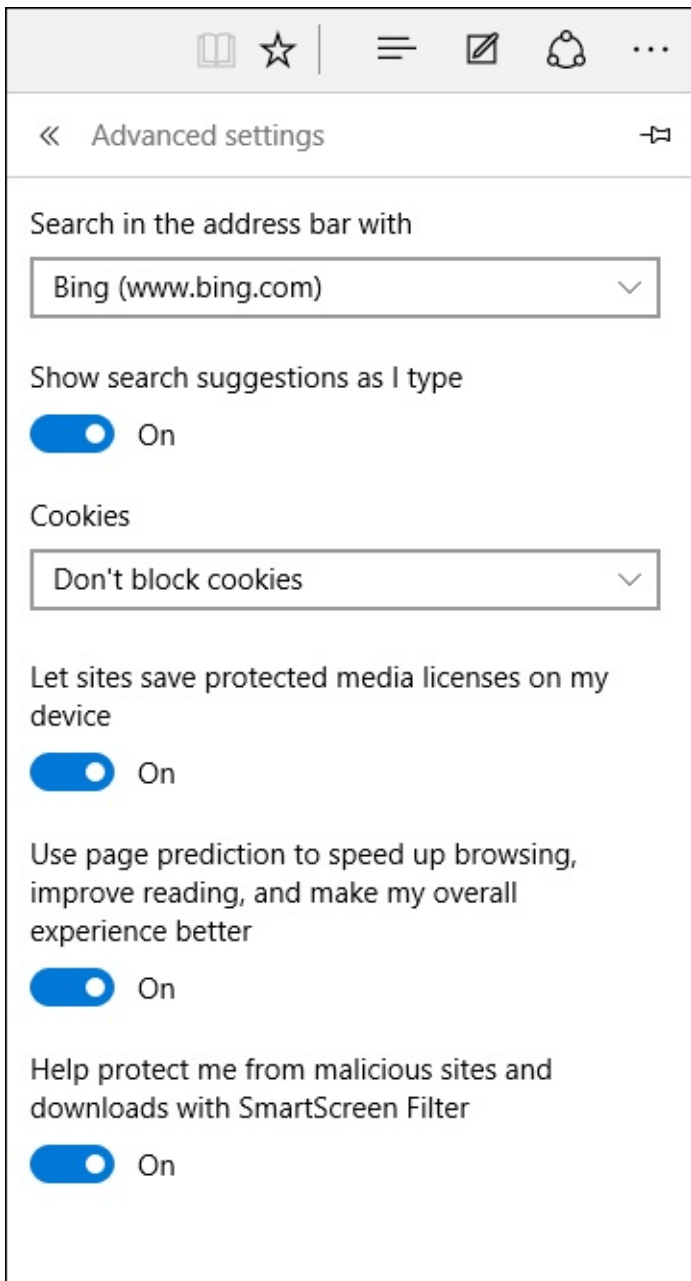 Advanced settings
Search in the address bar with
Bing (www.bing.com)
Show search suggestions as I type
On
Cookies
Don't block cookies
Let sites save protected media licenses on my
device
On
Use page prediction to speed up browsing,
improve reading, and make my overall
experience better
On
Help protect me from malicious sites and
downloads with SmartScreen Filter
On